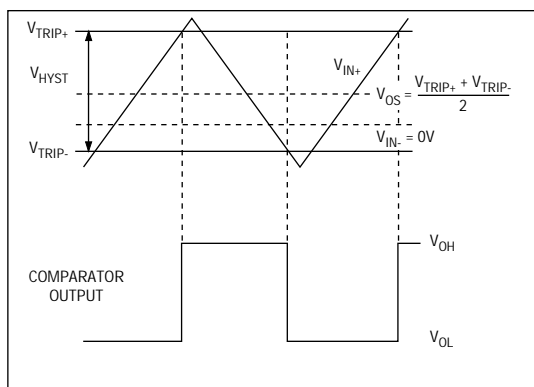 VTRIP+
VHYST
VIN+
VOS = VTRIP+ + VTRIP-
2
VIN- = 0V
VTRIP-
VOH
COMPARATOR
OUTPUT
VOL